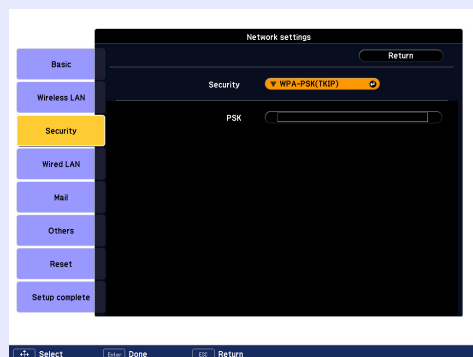 Network settings
Return
Basic
Security ▼ WPA-PSK(TKIP)
Wireless LAN
PSK
Security
Wired LAN
Mail
Others
Reset
Setup complete
Select Enter Done ESC Return